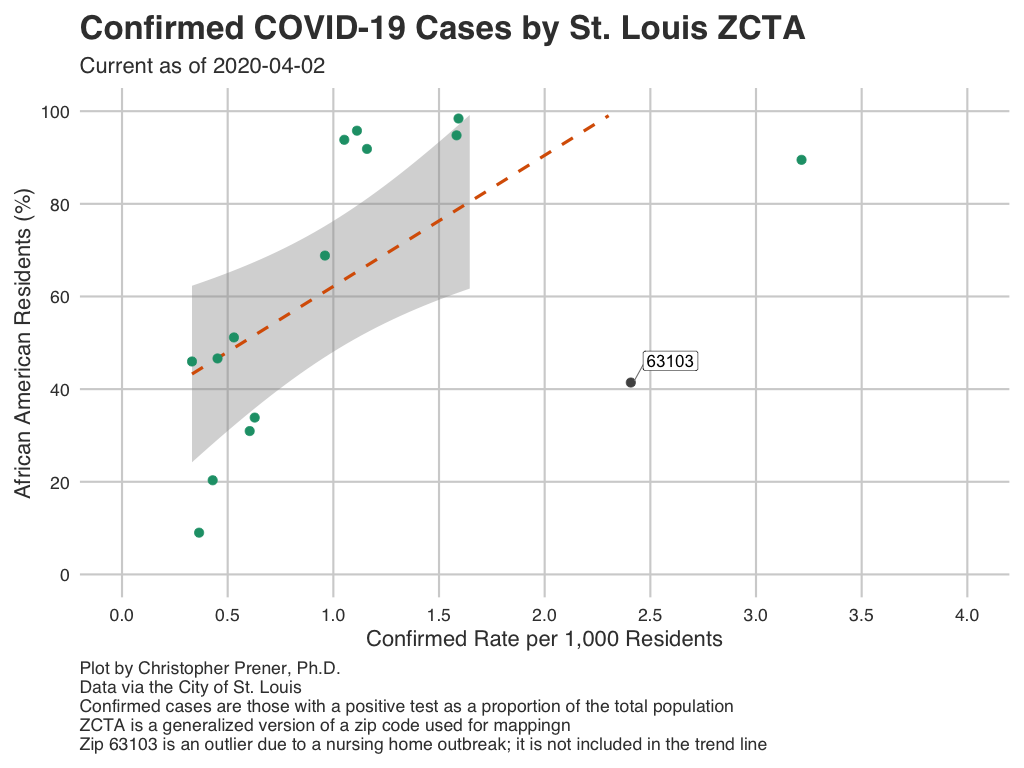 Confirmed COVID-19 Cases by St. Louis ZCTA
Current as of 2020-04-02
African American Residents (%)
100
80
60
40
20
0
63103
0.0 0.5 1.0 1.5 2.0 2.5 3.0 3.5 4.0
Confirmed Rate per 1,000 Residents
Plot by Christopher Prener, Ph.D.
Data via the City of St. Louis
Confirmed cases are those with a positive test as a proportion of the total population
ZCTA is a generalized version of a zip code used for mappingn
Zip 63103 is an outlier due to a nursing home outbreak; it is not included in the trend line